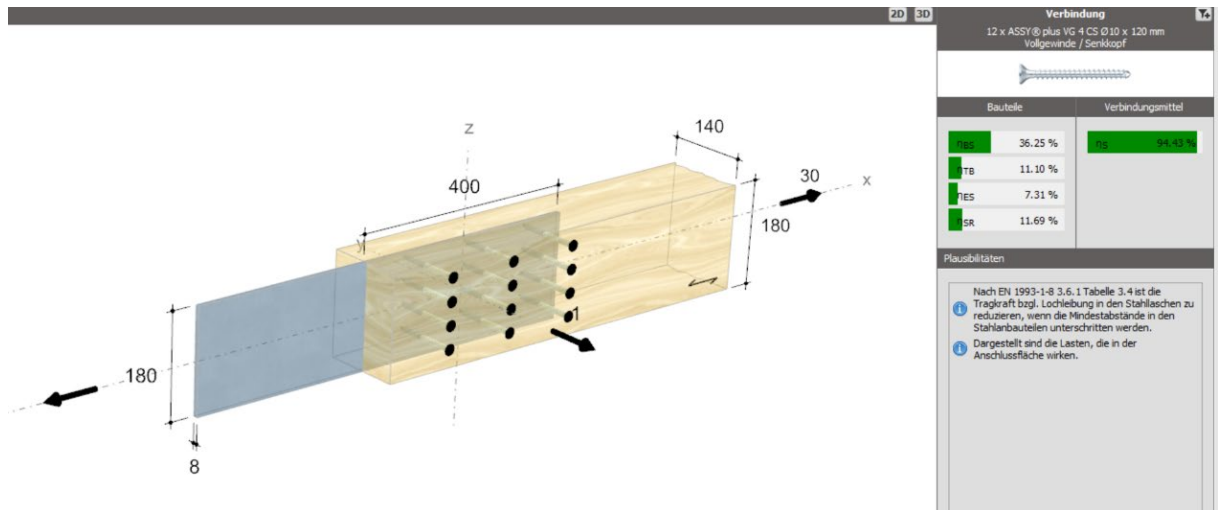 2D 3D
Verbindung
12 x ASSY® plus VG 4 CS Ø10 x 120 mm
Vollgewinde / Senkkopf
Bauteile
Verbindungsmittel
ηBS 36.25 %
ηS 94.43 %
ηTB 11.10 %
ηES 7.31 %
ηSR 11.69 %
Plausibilitäten
Nach EN 1993-1-8 3.6.1 Tabelle 3.4 ist die
Tragkraft bzgl. Lochleibung in den Stahllaschen zu
reduzieren, wenn die Mindestabstände in den
Stahlanbauteilen unterschritten werden.
Dargestellt sind die Lasten, die in der
Anschlussfläche wirken.
z
140
400
30
x
y
180
1
180
8